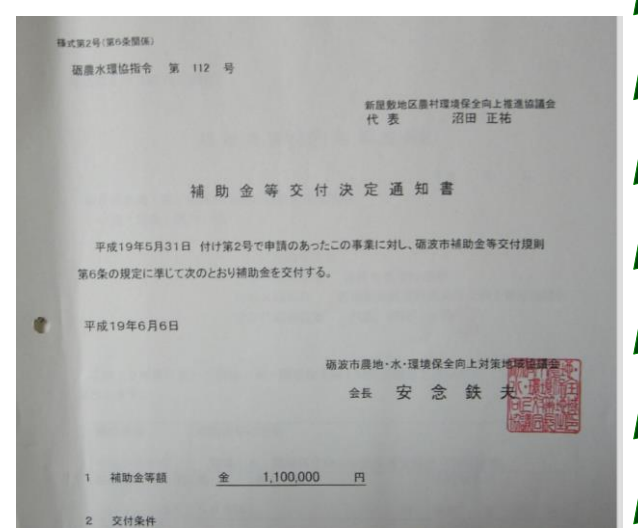 様式第2号(第6条関係)
砺農水環協指令 第 112 号
新屋敷地区農村環境保全向上推進協議会
代 表 沼田 正祐
補 助 金 等 交 付 決 定 通 知 書
平成19年5月31日 付け第2号で申請のあったこの事業に対し、砺波市補助金等交付規則
第6条の規定に準じて次のとおり補助金を交付する。
平成19年6月6日
砺波市農地・水・環境保全向上対策地域協議会
会長 安 念 鉄 夫
1 補助金等額 金 1,100,000 円
2 交付条件